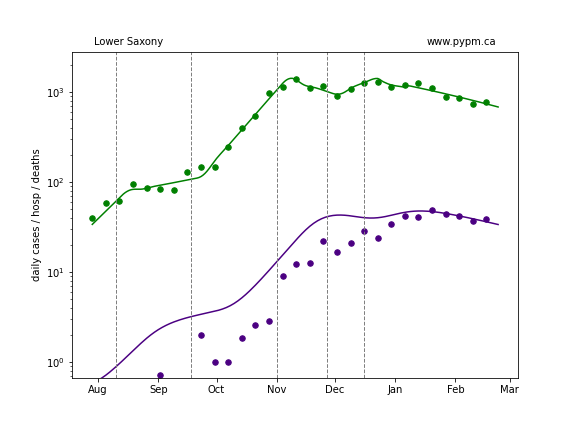 Lower Saxony www.pypm.ca
daily cases / hosp / deaths
10³
10²
10¹
10⁰
Aug Sep Oct Nov Dec Jan Feb Mar